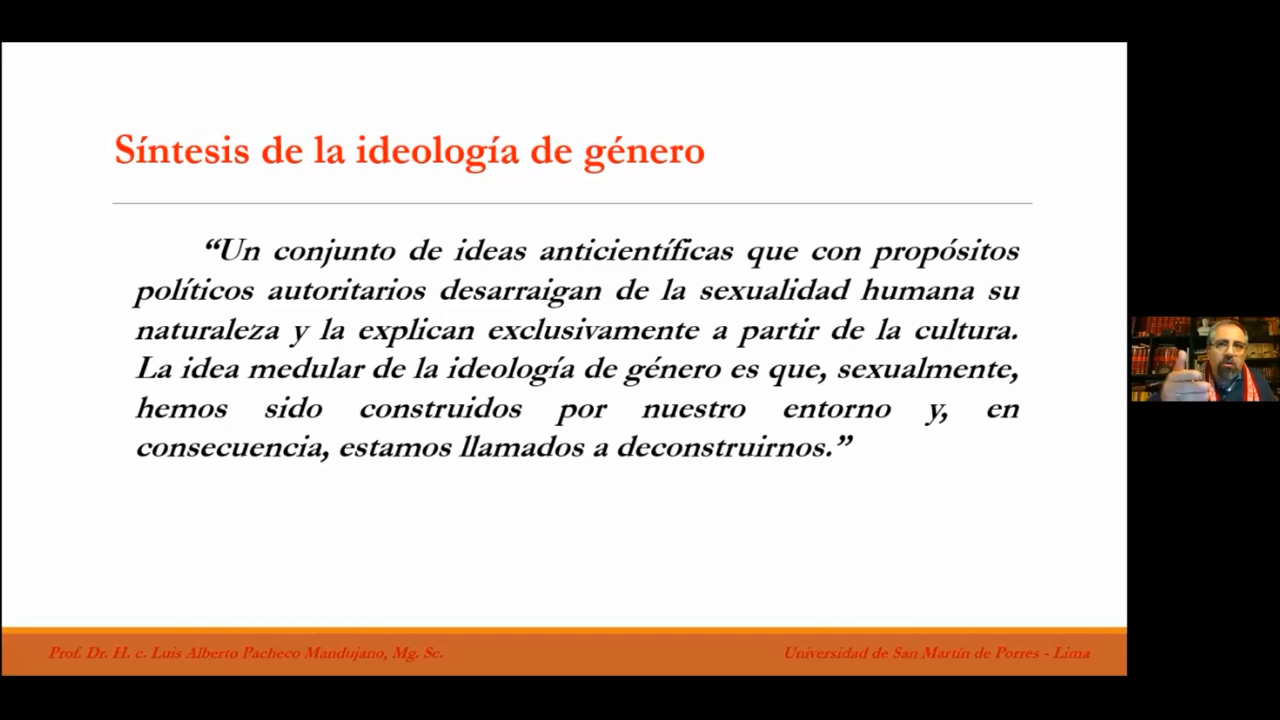 Síntesis de la ideología de género
“Un conjunto de ideas anticientíficas que con propósitos
políticos autoritarios desarraigan de la sexualidad humana su
naturaleza y la explican exclusivamente a partir de la cultura.
La idea medular de la ideología de género es que, sexualmente,
hemos sido construidos por nuestro entorno y, en
consecuencia, estamos llamados a deconstruirnos.”
Prof. Dr. H. c. Luis Alberto Pacheco Mandujano, Mg. Sc.
Universidad de San Martín de Porres - Lima